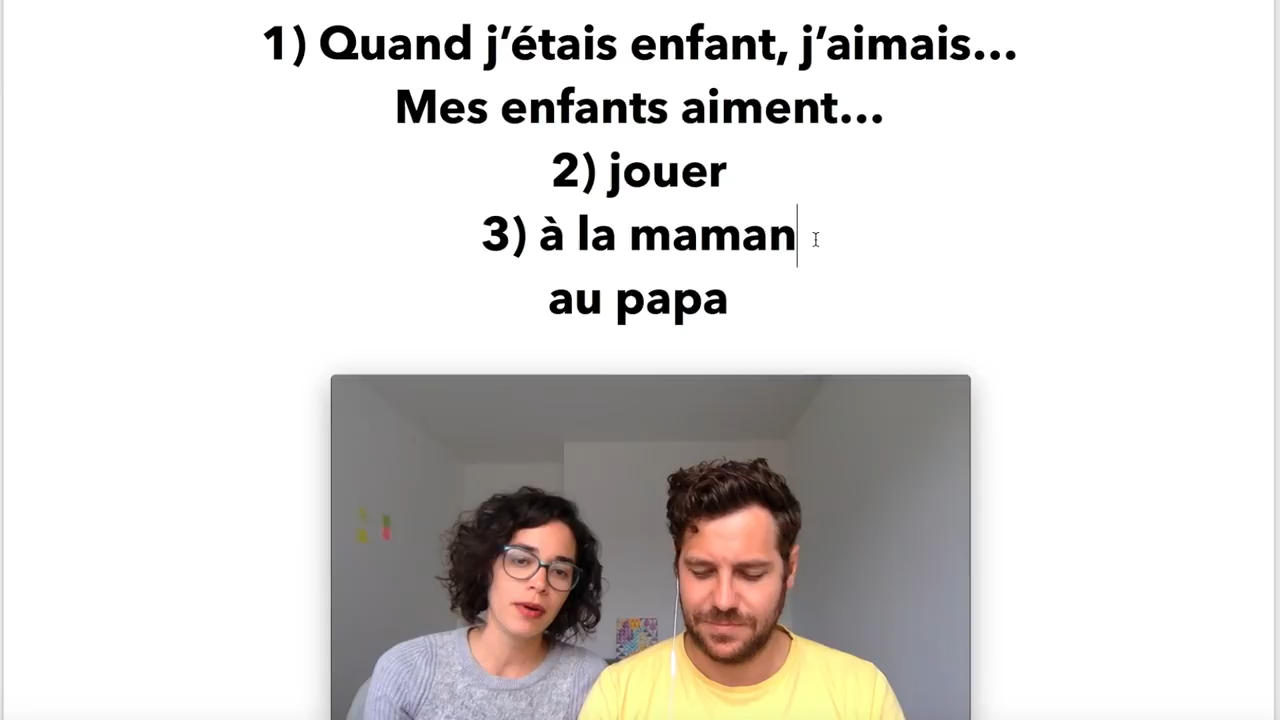 1) Quand j’étais enfant, j’aimais…
Mes enfants aiment…
2) jouer
3) à la maman
au papa